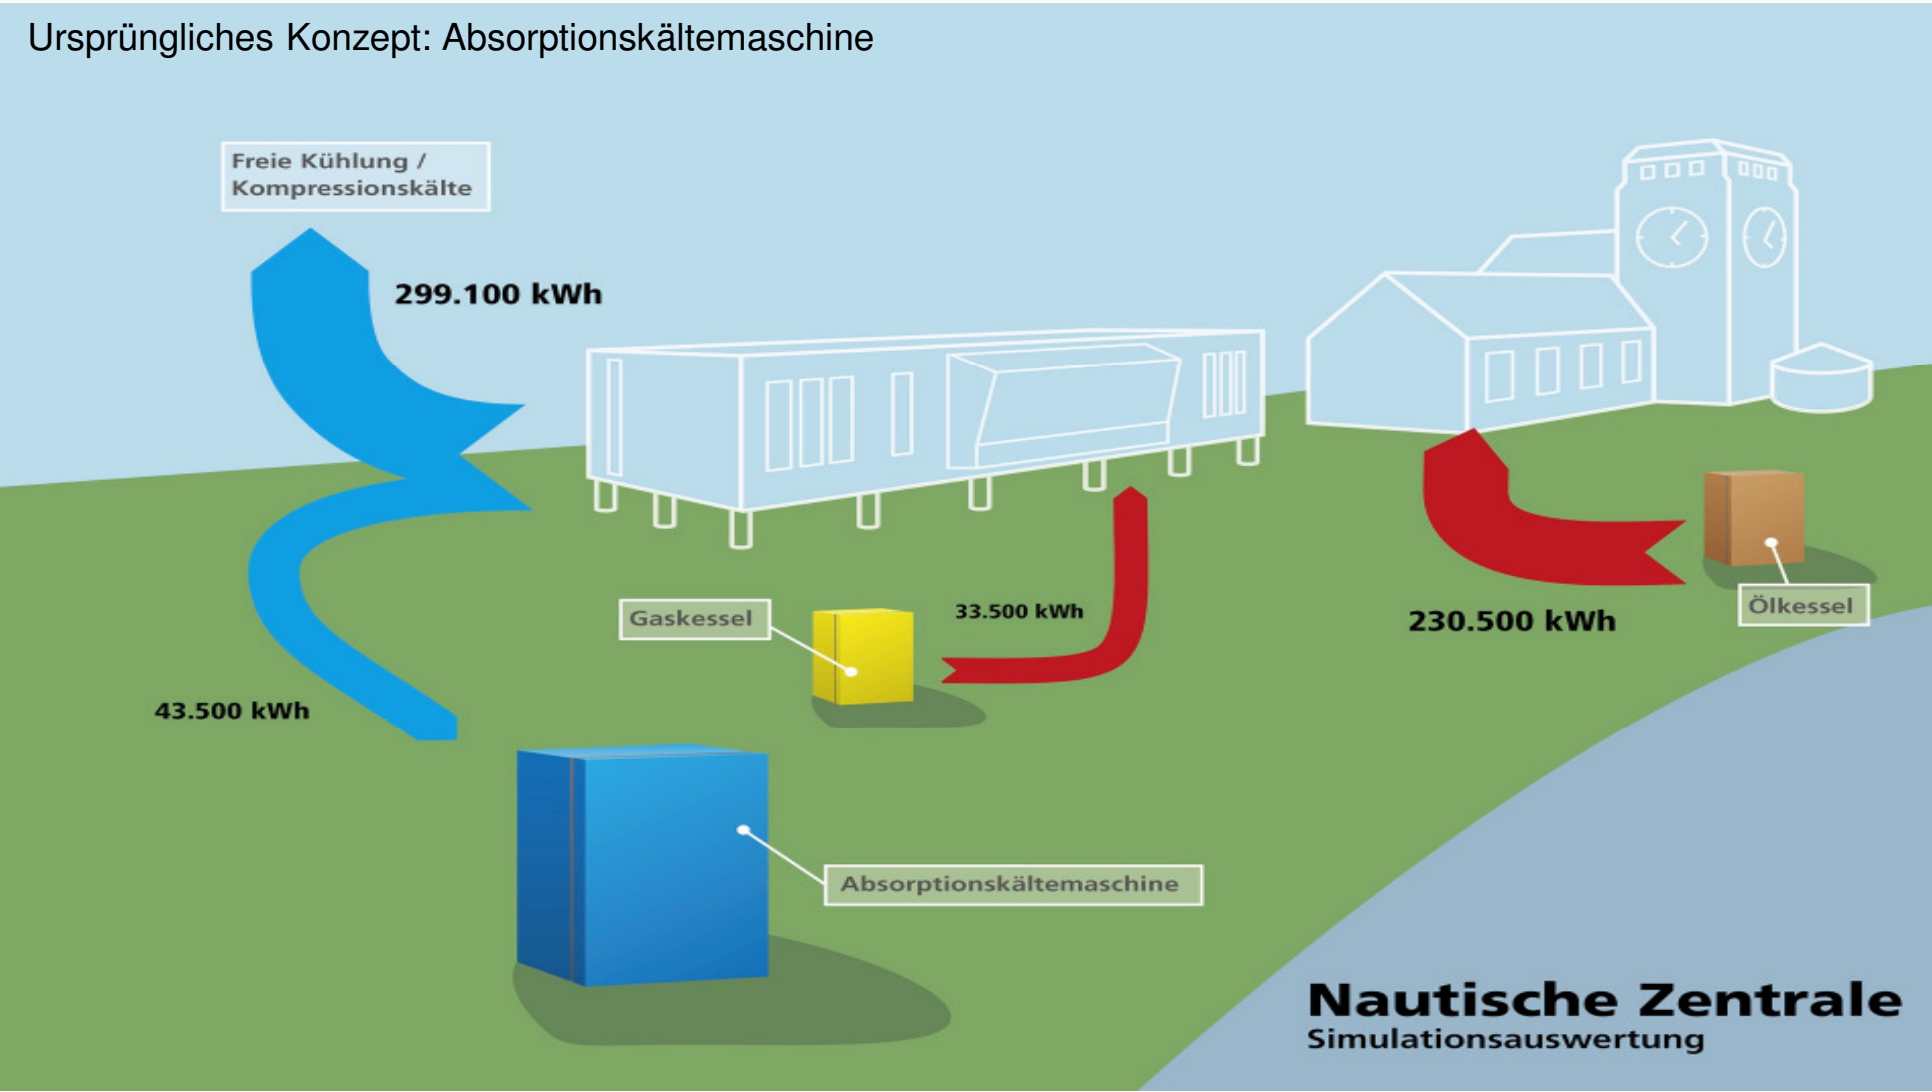 Ursprüngliches Konzept: Absorptionskältemaschine
Freie Kühlung /
Kompressionskälte
299.100 kWh
Gaskessel
33.500 kWh
230.500 kWh
Ölkessel
43.500 kWh
Absorptionskältemaschine
Nautische Zentrale
Simulationsauswertung